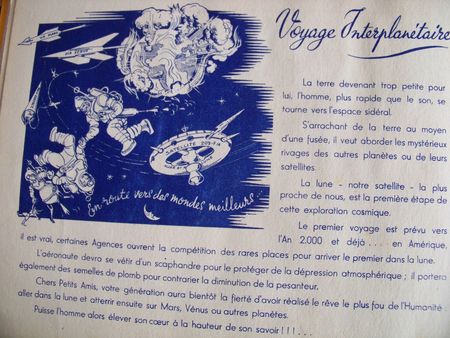 Voyage Interplanétaire
VIA MARS
VIA VENUS
SATELLITE 209-FH
En route vers des mondes meilleurs...
La terre devenant trop petite pour
lui, l'homme, plus rapide que le son, se
tourne vers l'espace sidéral.
S'arrachant de la terre au moyen
d'une fusée, il veut aborder les mystérieux
rivages des autres planètes ou de leurs
satellites.
La lune - notre satellite - la plus
proche de nous, est la première étape de
cette exploration cosmique.
Le premier voyage est prévu vers
l'An 2.000 et déjà . . . en Amérique,
il est vrai, certaines Agences ouvrent la compétition des rares places pour arriver le premier dans la lune.
L'aéronaute devra se vêtir d'un scaphandre pour le protéger de la dépression atmosphérique ; il portera
également des semelles de plomb pour contrarier la diminution de la pesanteur.
Chers Petits Amis, votre génération aura bientôt la fierté d'avoir réalisé le rêve le plus fou de l'Humanité :
aller dans la lune et atterrir ensuite sur Mars, Vénus ou autres planètes.
Puisse l'homme alors élever son cœur à la hauteur de son savoir ! ! ! . . .